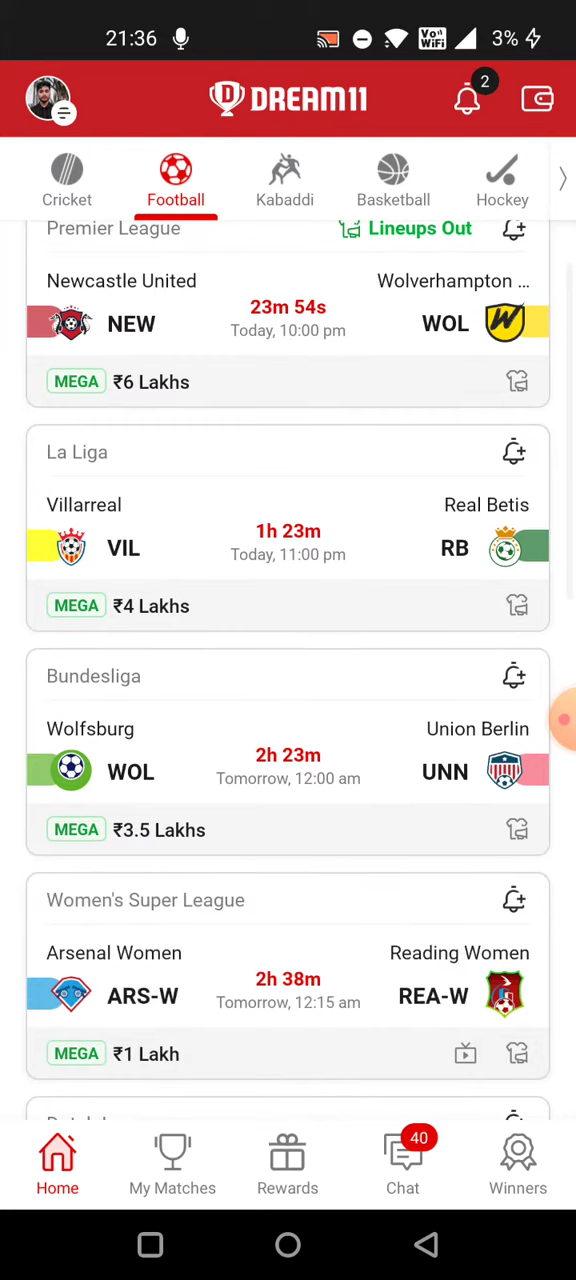 21:36 Vo WiFi 3%
DREAM11 2
Cricket Football Kabaddi Basketball Hockey
Premier League Lineups Out
Newcastle United Wolverhampton ...
NEW 23m 54s WOL
Today, 10:00 pm
MEGA ₹6 Lakhs
La Liga
Villarreal Real Betis
VIL 1h 23m RB
Today, 11:00 pm
MEGA ₹4 Lakhs
Bundesliga
Wolfsburg Union Berlin
WOL 2h 23m UNN
Tomorrow, 12:00 am
MEGA ₹3.5 Lakhs
Women's Super League
Arsenal Women Reading Women
ARS-W 2h 38m REA-W
Tomorrow, 12:15 am
MEGA ₹1 Lakh
40
Home My Matches Rewards Chat Winners